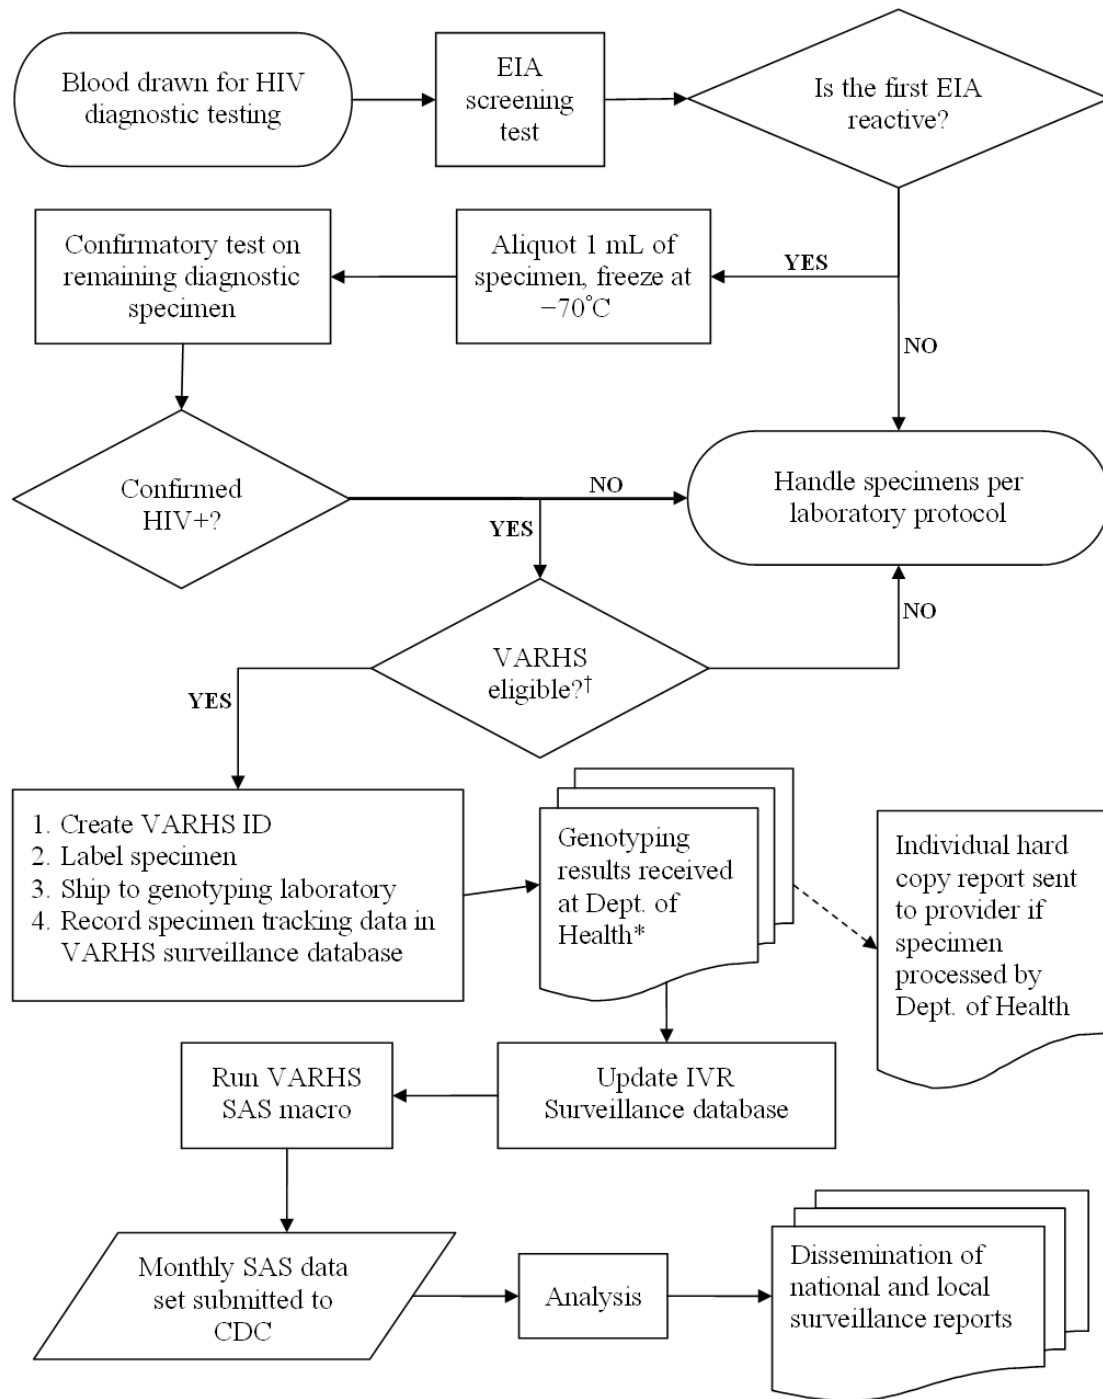 Blood drawn for HIV
diagnostic testing
EIA
screening
test
Is the first EIA
reactive?
Confirmatory test on
remaining diagnostic
specimen
Aliquot 1 mL of
specimen, freeze at
−70°C
YES
NO
Confirmed
HIV+?
NO
YES
Handle specimens per
laboratory protocol
NO
VARHS
eligible?†
YES
1. Create VARHS ID
2. Label specimen
3. Ship to genotyping laboratory
4. Record specimen tracking data in
VARHS surveillance database
Genotyping
results received
at Dept. of
Health*
Individual hard
copy report sent
to provider if
specimen
processed by
Dept. of Health
Run VARHS
SAS macro
Update IVR
Surveillance database
Monthly SAS data
set submitted to
CDC
Analysis
Dissemination of
national and local
surveillance reports